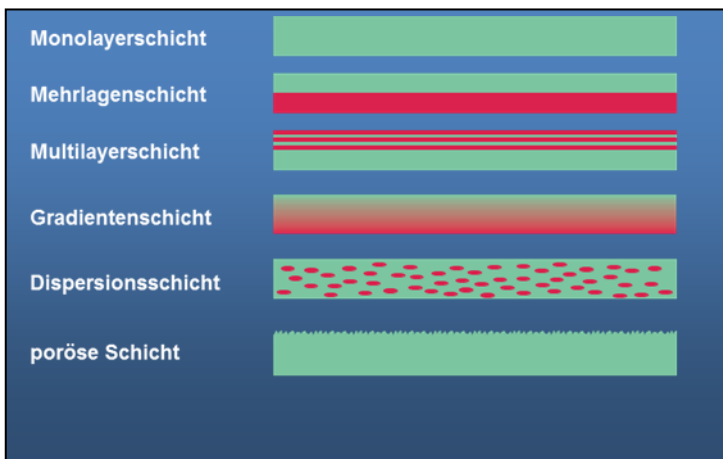 Monolayerschicht
Mehrlagenschicht
Multilayerschicht
Gradientenschicht
Dispersionsschicht
poröse Schicht